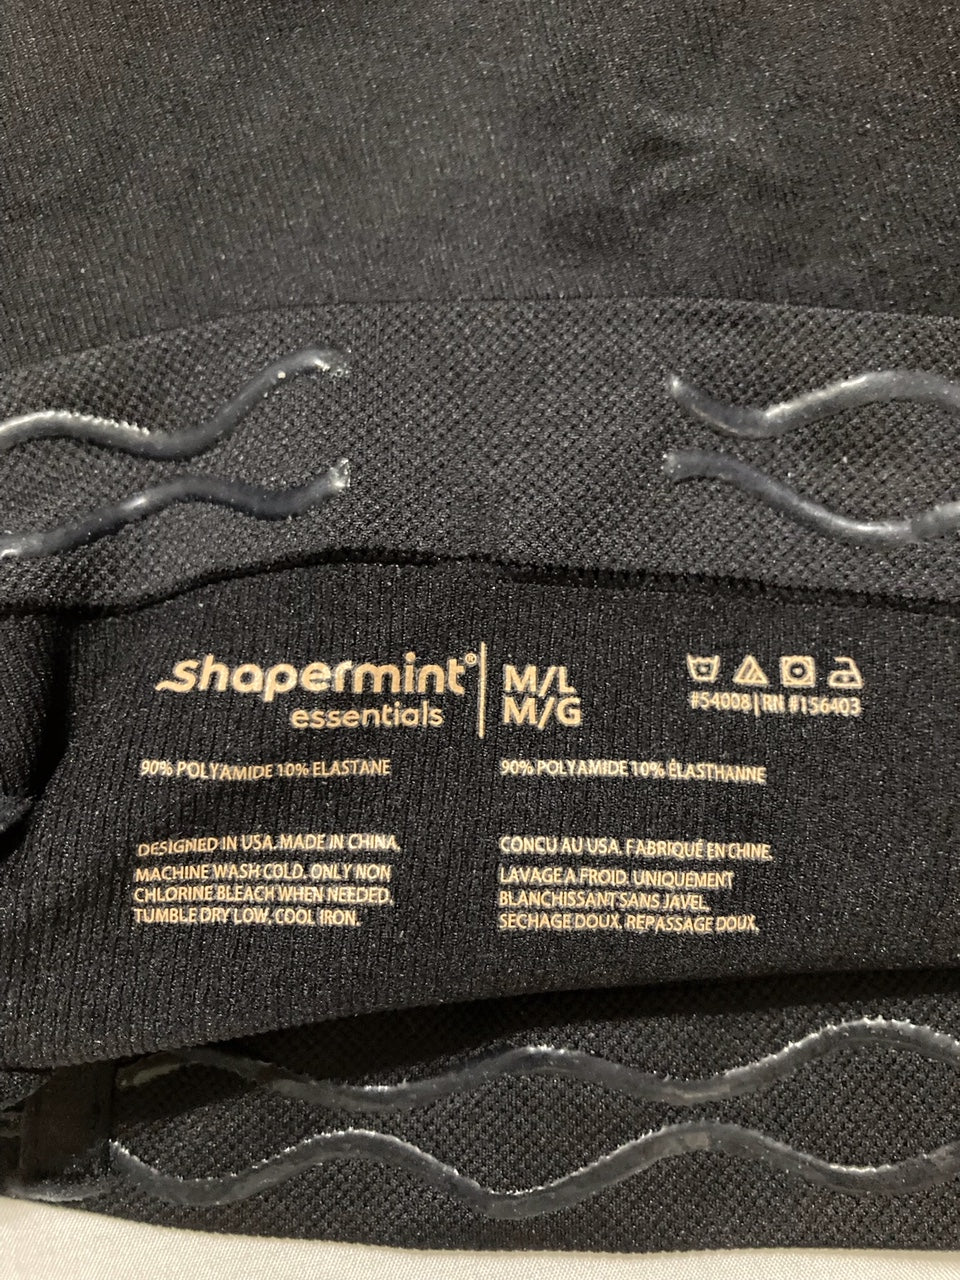 shapermint®
essentials
M/L
M/G
#54008 | RN #156403
90% POLYAMIDE 10% ELASTANE
90% POLYAMIDE 10% ÉLASTHANNE
DESIGNED IN USA. MADE IN CHINA.
MACHINE WASH COLD. ONLY NON
CHLORINE BLEACH WHEN NEEDED.
TUMBLE DRY LOW. COOL IRON.
CONCU AU USA. FABRIQUÉ EN CHINE.
LAVAGE A FROID. UNIQUEMENT
BLANCHISSANT SANS JAVEL.
SECHAGE DOUX. REPASSAGE DOUX.